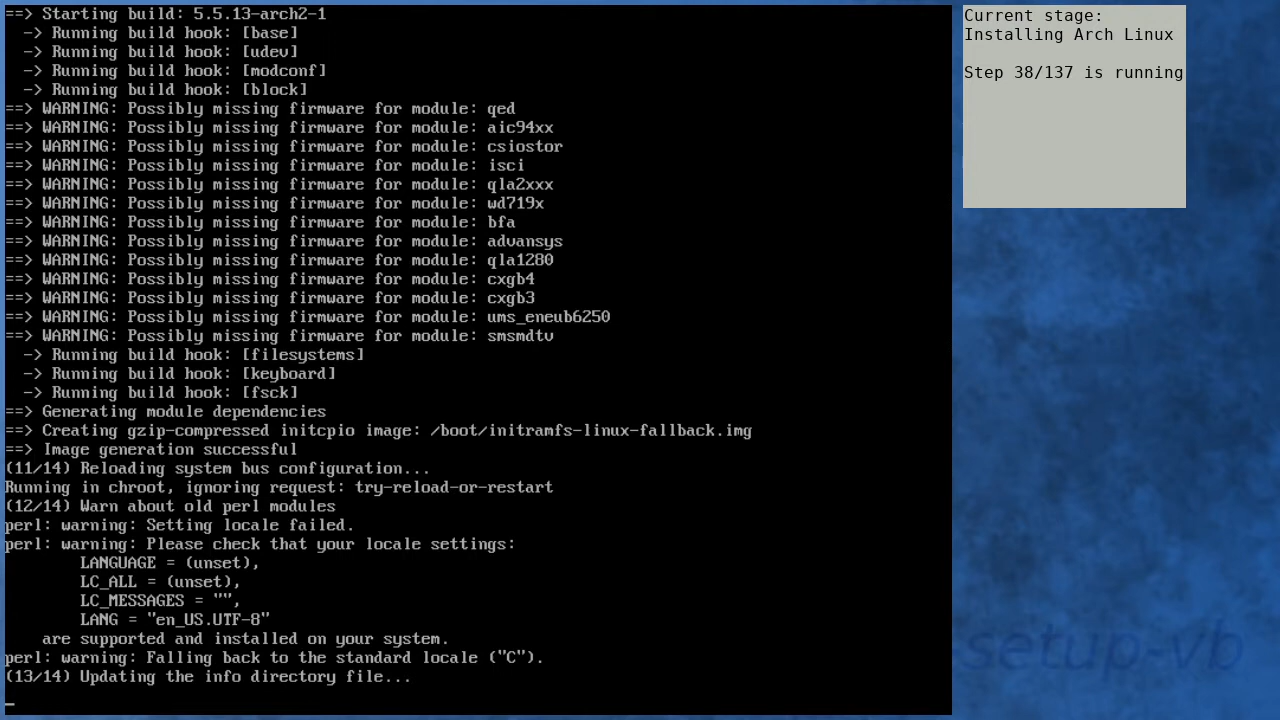 ==> Starting build: 5.5.13-arch2-1
  -> Running build hook: [base]
  -> Running build hook: [udev]
  -> Running build hook: [modconf]
  -> Running build hook: [block]
==> WARNING: Possibly missing firmware for module: qed
==> WARNING: Possibly missing firmware for module: aic94xx
==> WARNING: Possibly missing firmware for module: csiostor
==> WARNING: Possibly missing firmware for module: isci
==> WARNING: Possibly missing firmware for module: qla2xxx
==> WARNING: Possibly missing firmware for module: wd719x
==> WARNING: Possibly missing firmware for module: bfa
==> WARNING: Possibly missing firmware for module: advansys
==> WARNING: Possibly missing firmware for module: qla1280
==> WARNING: Possibly missing firmware for module: cxgb4
==> WARNING: Possibly missing firmware for module: cxgb3
==> WARNING: Possibly missing firmware for module: ums_eneub6250
==> WARNING: Possibly missing firmware for module: smsmdtv
  -> Running build hook: [filesystems]
  -> Running build hook: [keyboard]
  -> Running build hook: [fsck]
==> Generating module dependencies
==> Creating gzip-compressed initcpio image: /boot/initramfs-linux-fallback.img
==> Image generation successful
(11/14) Reloading system bus configuration...
Running in chroot, ignoring request: try-reload-or-restart
(12/14) Warn about old perl modules
perl: warning: Setting locale failed.
perl: warning: Please check that your locale settings:
        LANGUAGE = (unset),
        LC_ALL = (unset),
        LC_MESSAGES = "",
        LANG = "en_US.UTF-8"
    are supported and installed on your system.
perl: warning: Falling back to the standard locale ("C").
(13/14) Updating the info directory file...
_
Current stage:
Installing Arch Linux
Step 38/137 is running
setup-vb